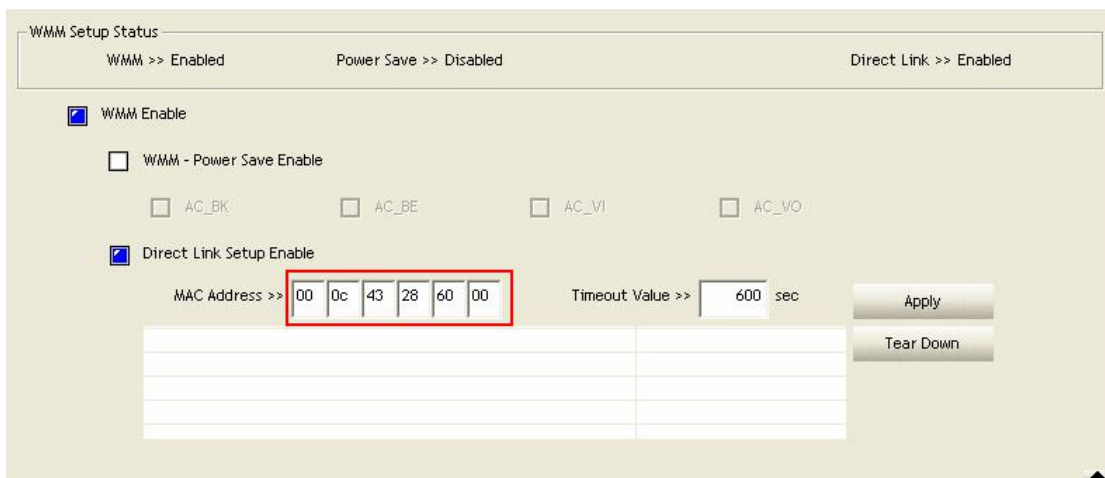 WMM Setup Status
WMM >> Enabled Power Save >> Disabled Direct Link >> Enabled
WMM Enable
WMM - Power Save Enable
AC_BK AC_BE AC_VI AC_VO
Direct Link Setup Enable
MAC Address >> 00 0c 43 28 60 00 Timeout Value >> 600 sec Apply
Tear Down